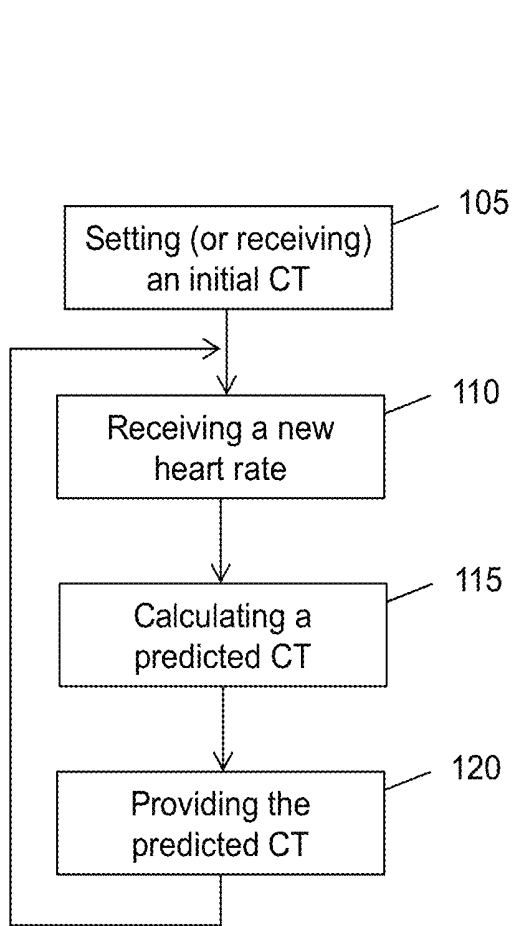 105
Setting (or receiving)
an initial CT
110
Receiving a new
heart rate
115
Calculating a
predicted CT
120
Providing the
predicted CT